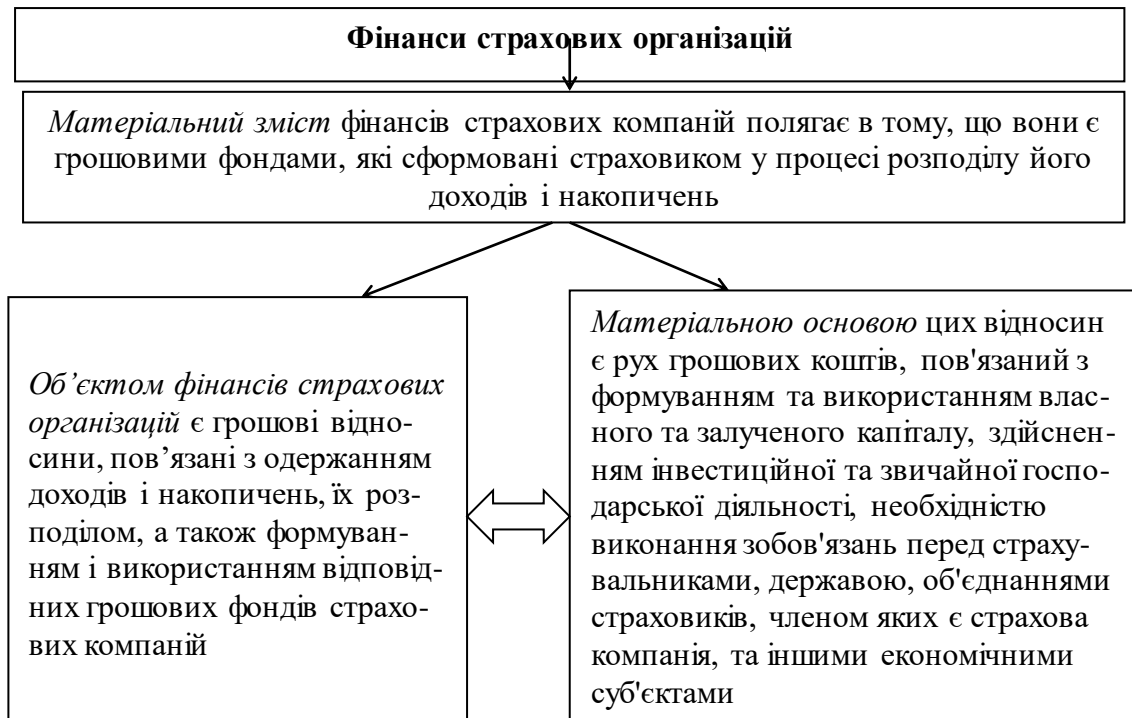 Фінанси страхових організацій
Матеріальний зміст фінансів страхових компаній полягає в тому, що вони є
грошовими фондами, які сформовані страховиком у процесі розподілу його
доходів і накопичень
Об’єктом фінансів страхових
організацій є грошові відно-
сини, пов’язані з одержанням
доходів і накопичень, їх роз-
поділом, а також формуван-
ням і використанням відповід-
них грошових фондів страхо-
вих компаній
Матеріальною основою цих відносин
є рух грошових коштів, пов'язаний з
формуванням та використанням влас-
ного та залученого капіталу, здійснен-
ням інвестиційної та звичайної госпо-
дарської діяльності, необхідністю
виконання зобов'язань перед страху-
вальниками, державою, об'єднаннями
страховиків, членом яких є страхова
компанія, та іншими економічними
суб'єктами